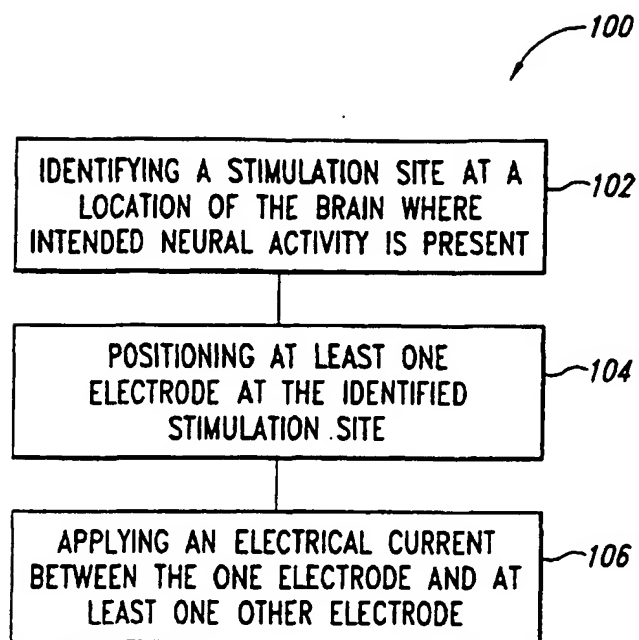 100
IDENTIFYING A STIMULATION SITE AT A
LOCATION OF THE BRAIN WHERE
INTENDED NEURAL ACTIVITY IS PRESENT
102
POSITIONING AT LEAST ONE
ELECTRODE AT THE IDENTIFIED
STIMULATION SITE
104
APPLYING AN ELECTRICAL CURRENT
BETWEEN THE ONE ELECTRODE AND AT
LEAST ONE OTHER ELECTRODE
106